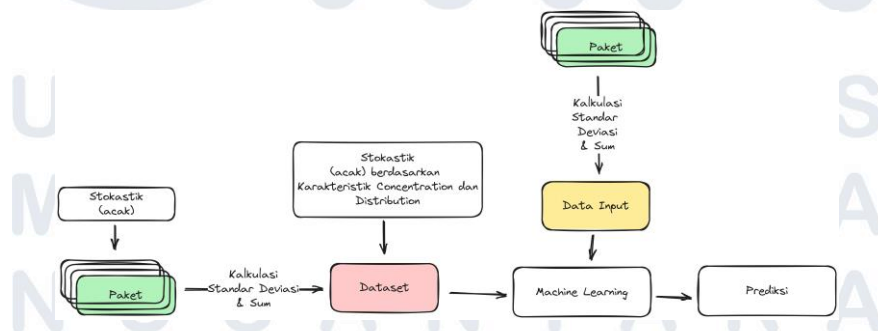 Paket
Kalkulasi
Standar
Deviasi
& Sum
Stokastik
(acak) berdasarkan
Karakteristik Concentration dan
Distribution
Stokastik
(acak)
Data Input
Paket
Kalkulasi
Standar Deviasi
& Sum
Dataset
Machine Learning
Prediksi